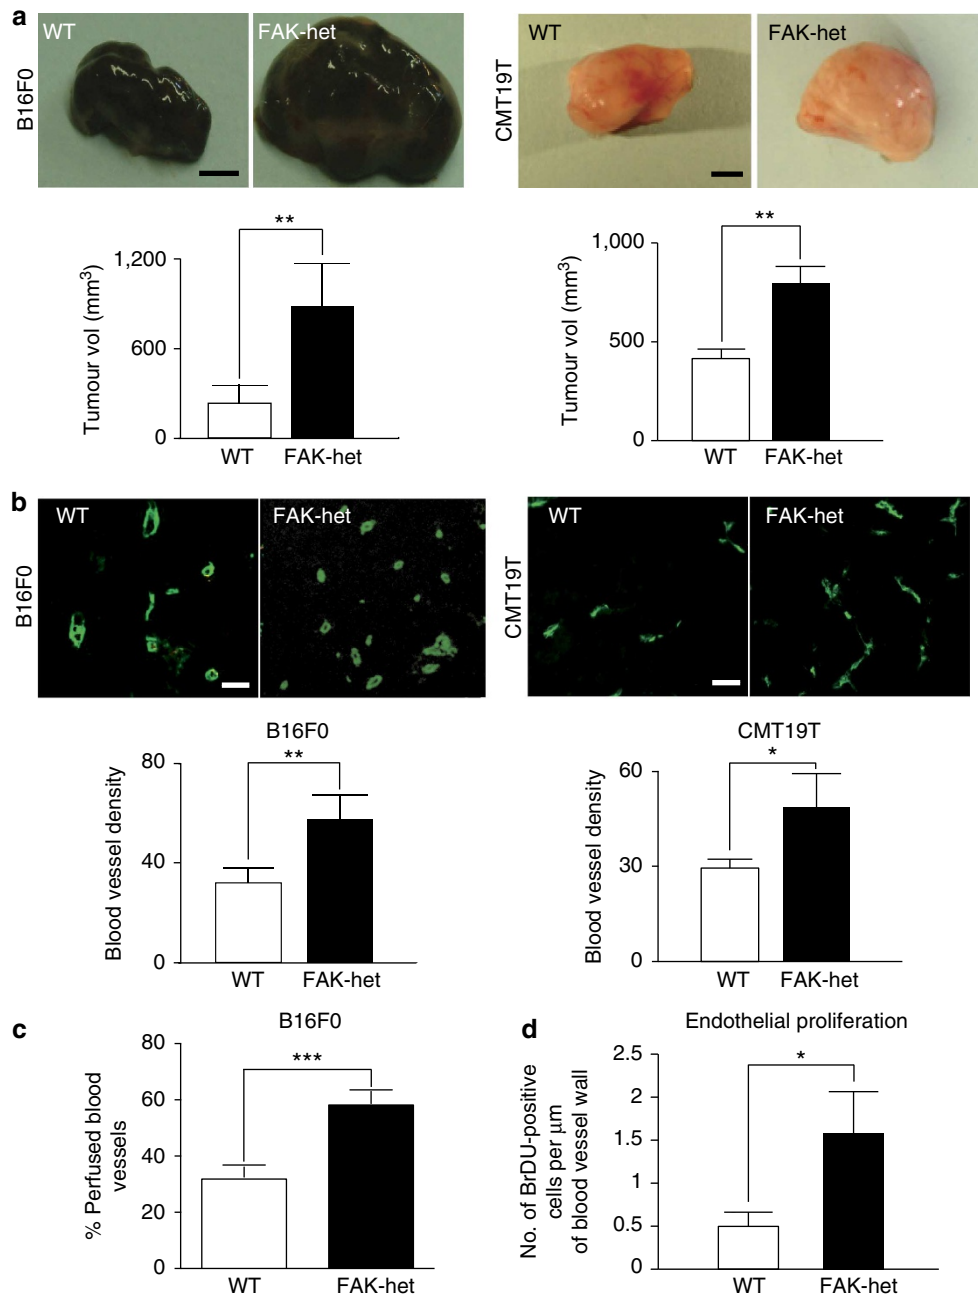 a
WT
FAK-het
B16F0
WT
FAK-het
CMT19T
**
1,200
600
0
Tumour vol (mm³)
WT
FAK-het
**
1,000
500
0
Tumour vol (mm³)
WT
FAK-het
b
WT
FAK-het
B16F0
WT
FAK-het
CMT19T
B16F0
**
80
40
0
Blood vessel density
WT
FAK-het
CMT19T
*
60
30
0
Blood vessel density
WT
FAK-het
c
B16F0
***
80
60
40
20
0
% Perfused blood
vessels
WT
FAK-het
d
Endothelial proliferation
*
2.5
2
1.5
1
0.5
0
No. of BrDU-positive
cells per μm
of blood vessel wall
WT
FAK-het